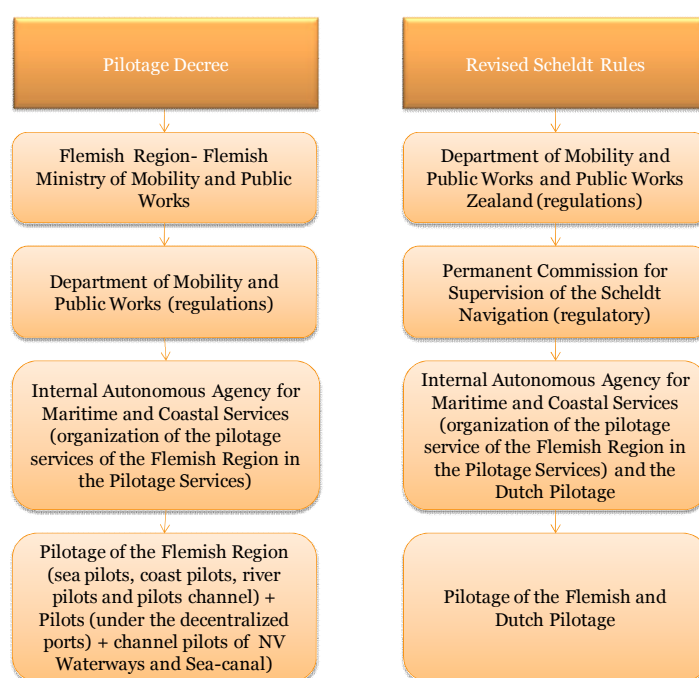 Pilotage Decree
Flemish Region- Flemish
Ministry of Mobility and Public
Works
Department of Mobility and
Public Works (regulations)
Internal Autonomous Agency for
Maritime and Coastal Services
(organization of the pilotage
services of the Flemish Region in
the Pilotage Services)
Pilotage of the Flemish Region
(sea pilots, coast pilots, river
pilots and pilots channel) +
Pilots (under the decentralized
ports) + channel pilots of NV
Waterways and Sea-canal)
Revised Scheldt Rules
Department of Mobility and
Public Works and Public Works
Zealand (regulations)
Permanent Commission for
Supervision of the Scheldt
Navigation (regulatory)
Internal Autonomous Agency for
Maritime and Coastal Services
(organization of the pilotage
service of the Flemish Region in
the Pilotage Services) and the
Dutch Pilotage
Pilotage of the Flemish and
Dutch Pilotage